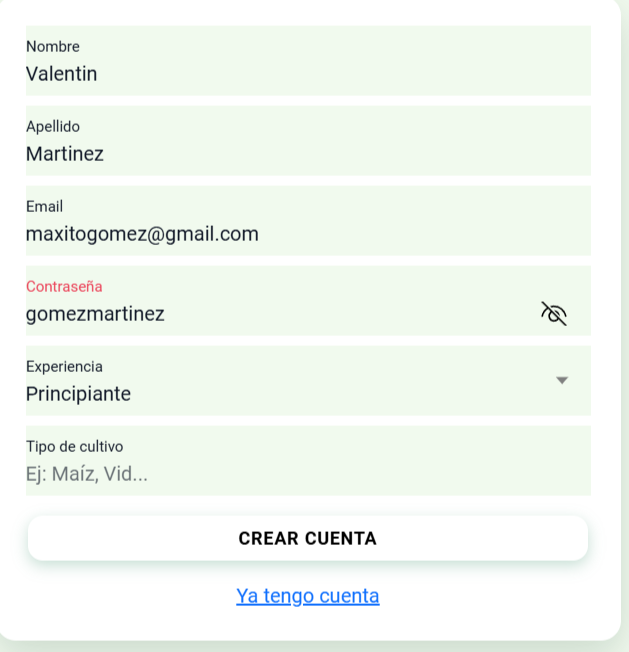 Nombre
Valentin
Apellido
Martinez
Email
maxitogomez@gmail.com
Contraseña
gomezmartinez
Experiencia
Principiante
Tipo de cultivo
Ej: Maíz, Vid...
CREAR CUENTA
Ya tengo cuenta